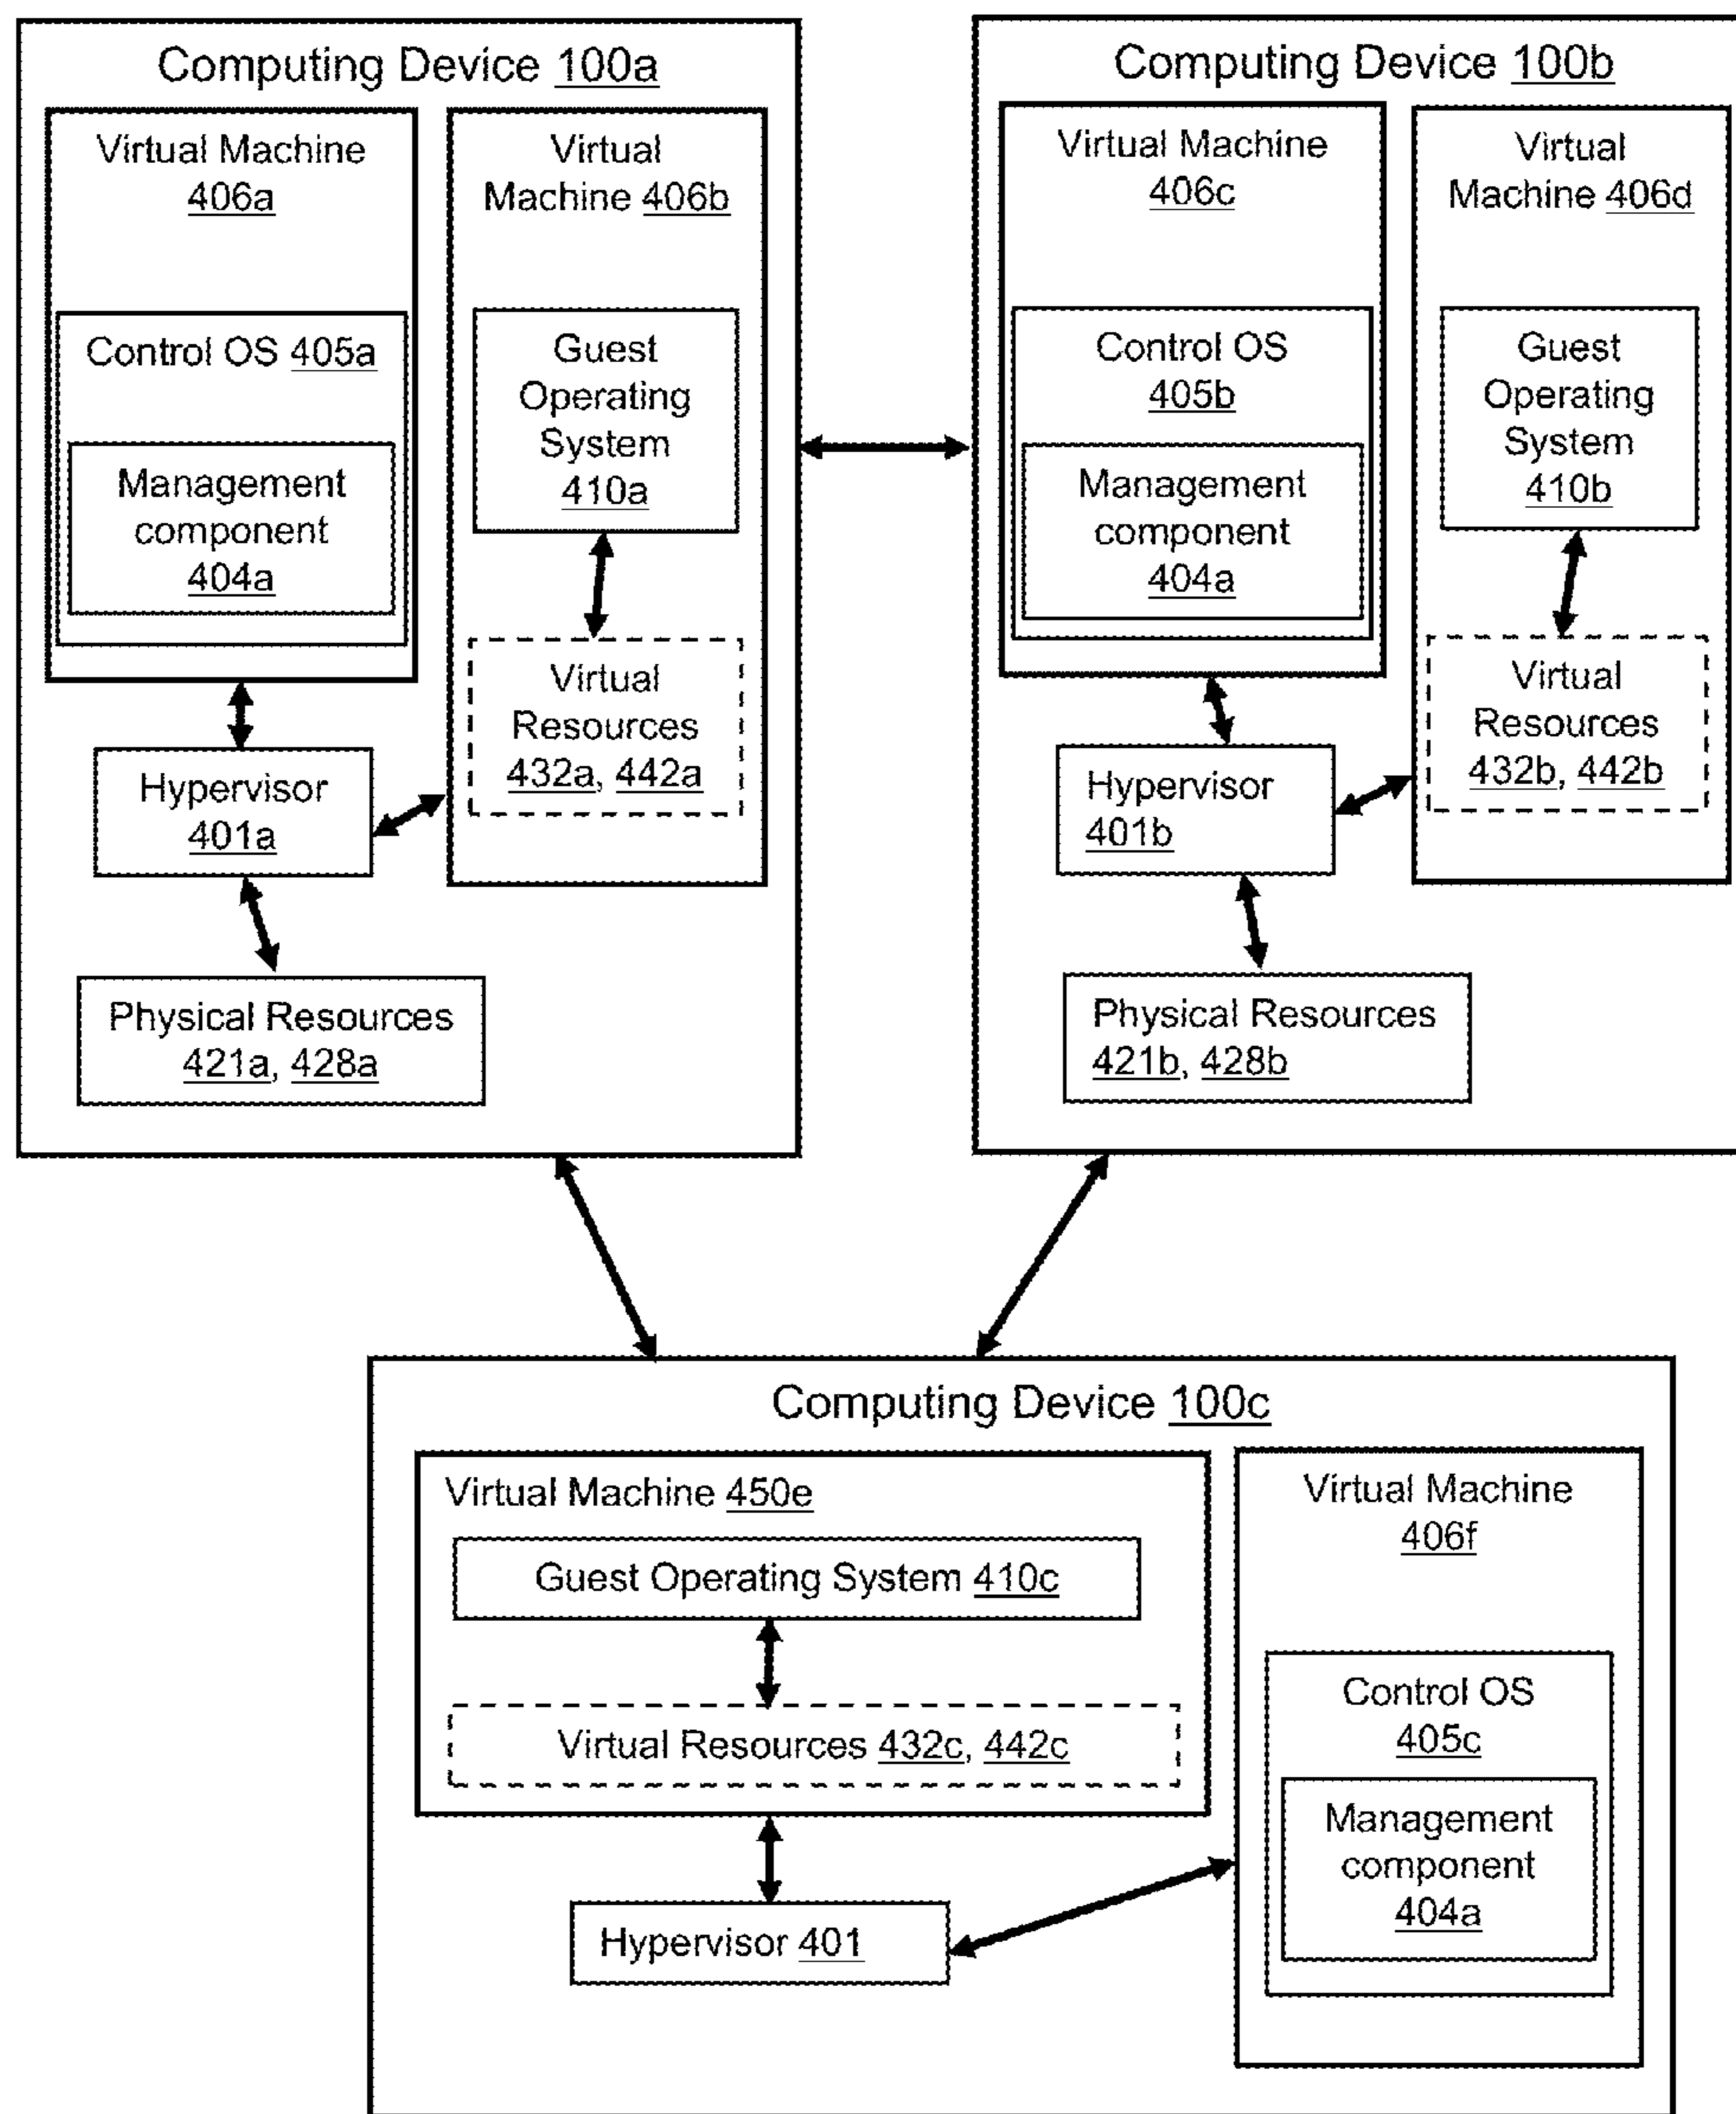 Computing Device 100a
Virtual Machine
406a
Control OS 405a
Management
component
404a
Virtual
Machine 406b
Guest
Operating
System
410a
Virtual
Resources
432a, 442a
Hypervisor
401a
Physical Resources
421a, 428a
Computing Device 100b
Virtual Machine
406c
Control OS
405b
Management
component
404a
Virtual
Machine 406d
Guest
Operating
System
410b
Virtual
Resources
432b, 442b
Hypervisor
401b
Physical Resources
421b, 428b
Computing Device 100c
Virtual Machine 450e
Guest Operating System 410c
Virtual Resources 432c, 442c
Hypervisor 401
Virtual Machine
406f
Control OS
405c
Management
component
404a